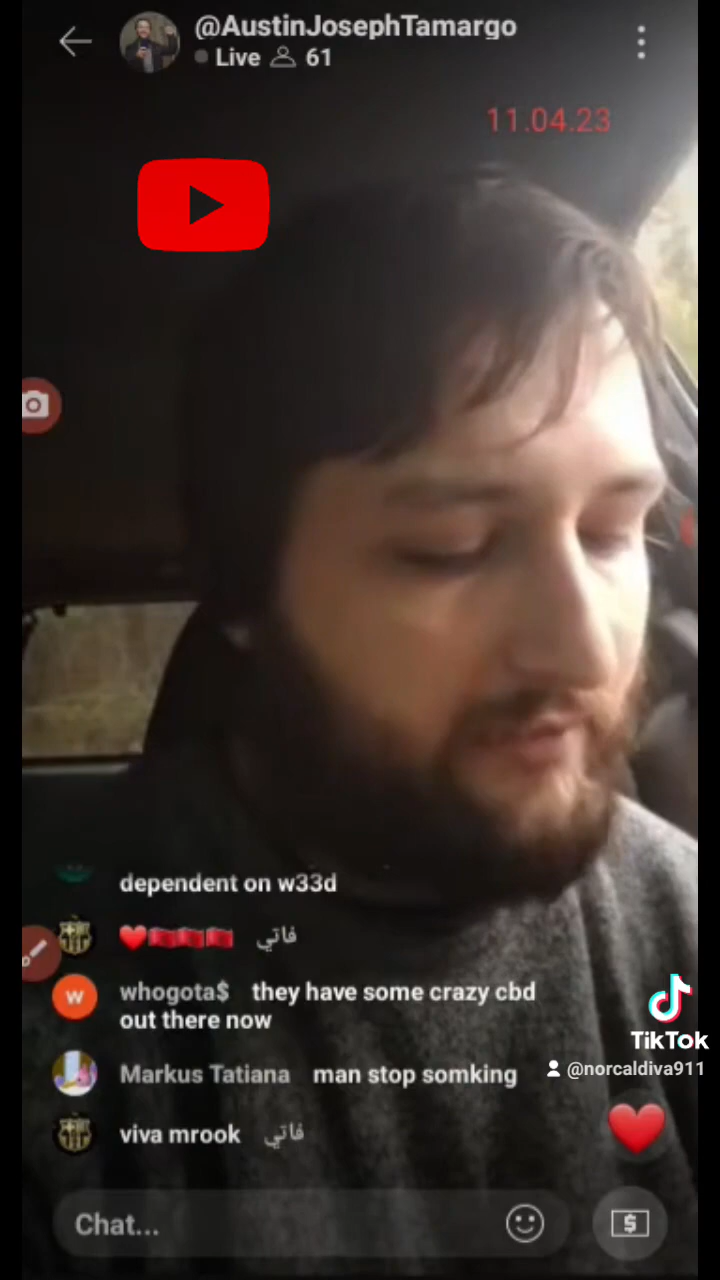 @AustinJosephTamargo
Live 61
11.04.23
dependent on w33d
فاتي
whogota$ they have some crazy cbd
out there now
Markus Tatiana man stop somking
TikTok
@norcaldiva911
viva mrook فاتي
Chat...
$